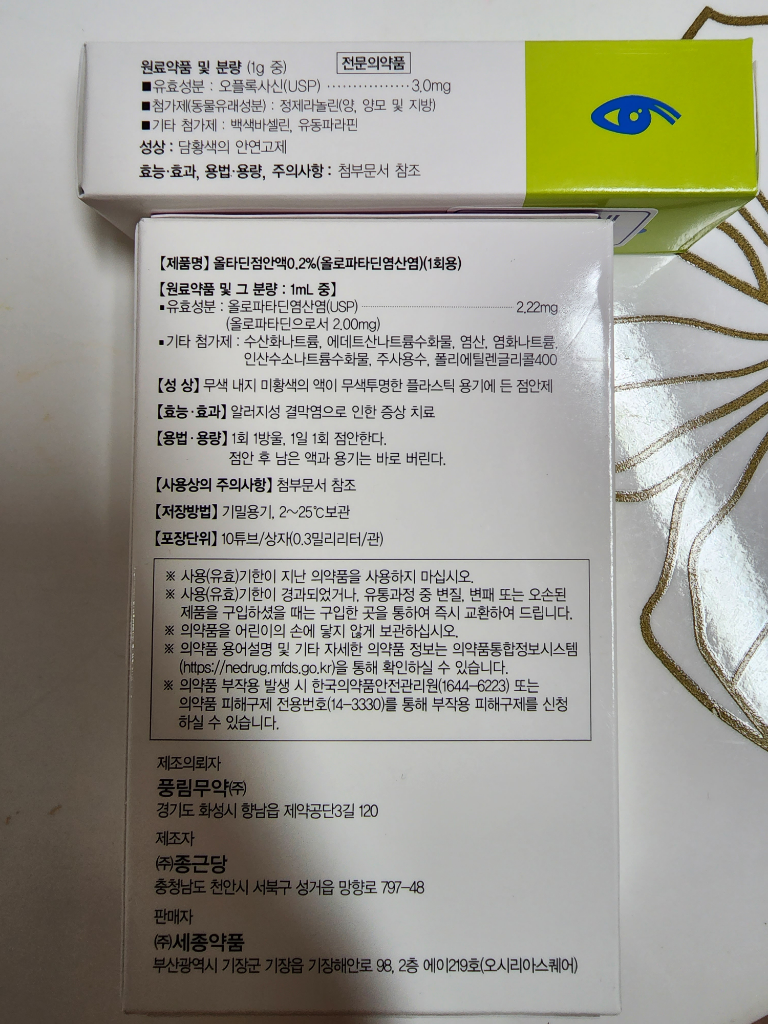 원료약품 및 분량 (1g 중) 전문의약품
■유효성분 : 오플록사신(USP) ················3.0mg
■첨가제(동물유래성분) : 정제라놀린(양, 양모 및 지방)
■기타 첨가제 : 백색바셀린, 유동파라핀
성상 : 담황색의 안연고제
효능·효과, 용법·용량, 주의사항 : 첨부문서 참조
【제품명】 올타딘점안액0.2%(올로파타딘염산염)(1회용)
【원료약품 및 그 분량 : 1mL 중】
▪유효성분 : 올로파타딘염산염(USP) ································ 2.22mg
(올로파타딘으로서 2.00mg)
▪기타 첨가제 : 수산화나트륨, 에데트산나트륨수화물, 염산, 염화나트륨,
인산수소나트륨수화물, 주사용수, 폴리에틸렌글리콜400
【성 상】 무색 내지 미황색의 액이 무색투명한 플라스틱 용기에 든 점안제
【효능·효과】 알러지성 결막염으로 인한 증상 치료
【용법·용량】 1회 1방울, 1일 1회 점안한다.
점안 후 남은 액과 용기는 바로 버린다.
【사용상의 주의사항】 첨부문서 참조
【저장방법】 기밀용기, 2~25℃보관
【포장단위】 10튜브/상자(0.3밀리리터/관)
※ 사용(유효)기한이 지난 의약품을 사용하지 마십시오.
※ 사용(유효)기한이 경과되었거나, 유통과정 중 변질, 변패 또는 오손된
제품을 구입하셨을 때는 구입한 곳을 통하여 즉시 교환하여 드립니다.
※ 의약품을 어린이의 손에 닿지 않게 보관하십시오.
※ 의약품 용어설명 및 기타 자세한 의약품 정보는 의약품통합정보시스템
(https://nedrug.mfds.go.kr)을 통해 확인하실 수 있습니다.
※ 의약품 부작용 발생 시 한국의약품안전관리원(1644-6223) 또는
의약품 피해구제 전용번호(14-3330)를 통해 부작용 피해구제를 신청
하실 수 있습니다.
제조의뢰자
풍림무약㈜
경기도 화성시 향남읍 제약공단3길 120
제조자
㈜종근당
충청남도 천안시 서북구 성거읍 망향로 797-48
판매자
㈜세종약품
부산광역시 기장군 기장읍 기장해안로 98, 2층 에이219호(오시리아스퀘어)